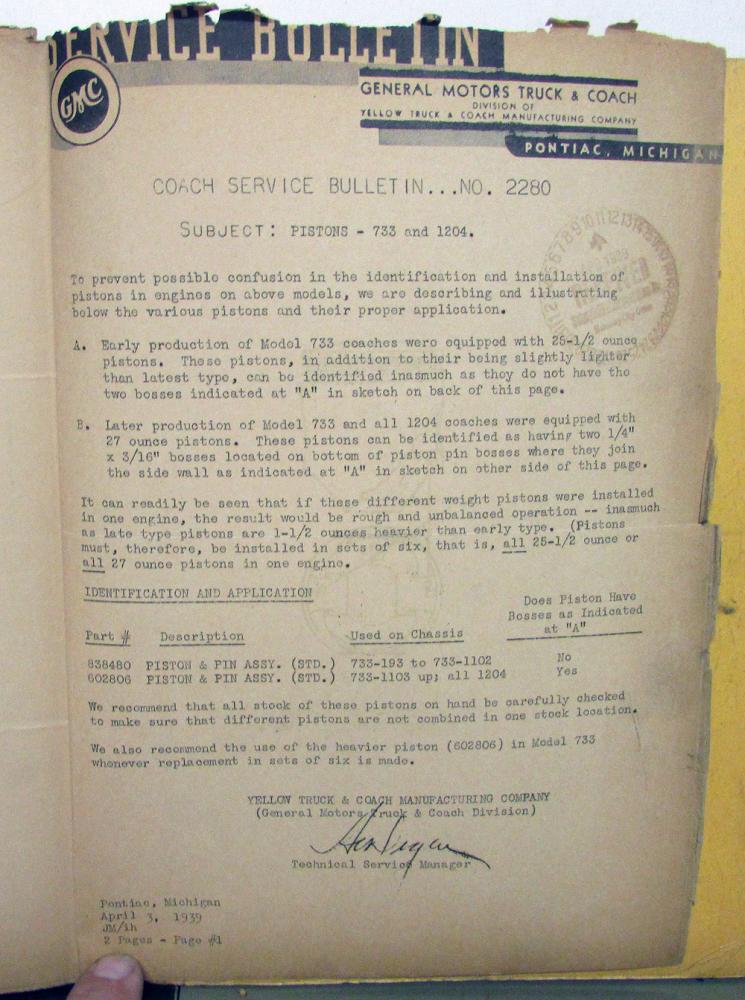 SERVICE BULLETIN
GMC
GENERAL MOTORS TRUCK & COACH
DIVISION OF
YELLOW TRUCK & COACH MANUFACTURING COMPANY
PONTIAC, MICHIGAN
COACH SERVICE BULLETIN...NO. 2280
SUBJECT: PISTONS - 733 and 1204.
To prevent possible confusion in the identification and installation of
pistons in engines on above models, we are describing and illustrating
below the various pistons and their proper application.
A. Early production of Model 733 coaches were equipped with 25-1/2 ounce
pistons. These pistons, in addition to their being slightly lighter
than latest type, can be identified inasmuch as they do not have the
two bosses indicated at "A" in sketch on back of this page.
B. Later production of Model 733 and all 1204 coaches were equipped with
27 ounce pistons. These pistons can be identified as having two 1/4"
x 3/16" bosses located on bottom of piston pin bosses where they join
the side wall as indicated at "A" in sketch on other side of this page.
It can readily be seen that if these different weight pistons were installed
in one engine, the result would be rough and unbalanced operation -- inasmuch
as late type pistons are 1-1/2 ounces heavier than early type. (Pistons
must, therefore, be installed in sets of six, that is, all 25-1/2 ounce or
all 27 ounce pistons in one engine.
IDENTIFICATION AND APPLICATION
Does Piston Have
Bosses as Indicated
at "A"
Part # Description Used on Chassis
838480 PISTON & PIN ASSY. (STD.) 733-193 to 733-1102 No
602806 PISTON & PIN ASSY. (STD.) 733-1103 up; all 1204 Yes
We recommend that all stock of these pistons on hand be carefully checked
to make sure that different pistons are not combined in one stock location.
We also recommend the use of the heavier piston (602806) in Model 733
whenever replacement in sets of six is made.
YELLOW TRUCK & COACH MANUFACTURING COMPANY
(General Motors Truck & Coach Division)
Technical Service Manager
Pontiac, Michigan
April 3, 1939
JM/ih
2 Pages - Page #1